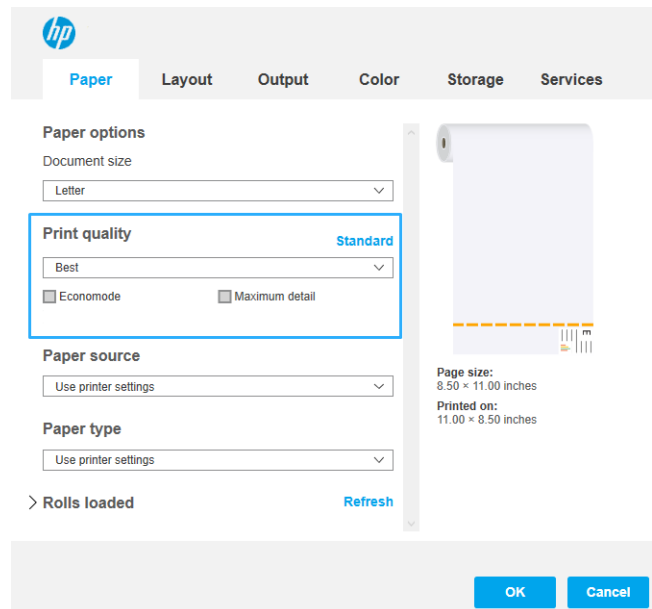 hp
Paper Layout Output Color Storage Services
Paper options
Document size
Letter
Print quality
Standard
Best
Economode Maximum detail
Paper source
Use printer settings
Paper type
Use printer settings
Rolls loaded
Refresh
Page size:
8.50 × 11.00 inches
Printed on:
11.00 × 8.50 inches
OK Cancel